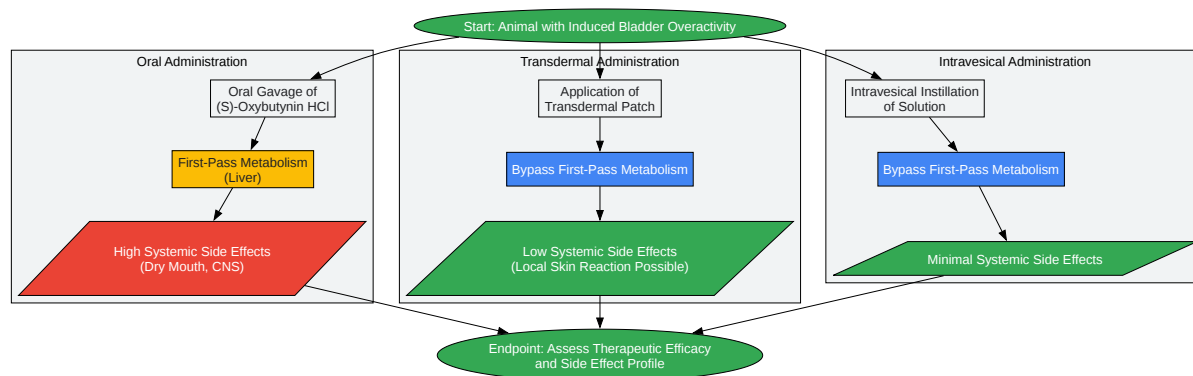 Start: Animal with Induced Bladder Overactivity
Oral Administration
Oral Gavage of
(S)-Oxybutynin HCl
First-Pass Metabolism
(Liver)
High Systemic Side Effects
(Dry Mouth, CNS)
Transdermal Administration
Application of
Transdermal Patch
Bypass First-Pass Metabolism
Low Systemic Side Effects
(Local Skin Reaction Possible)
Intravesical Administration
Intravesical Instillation
of Solution
Bypass First-Pass Metabolism
Minimal Systemic Side Effects
Endpoint: Assess Therapeutic Efficacy
and Side Effect Profile